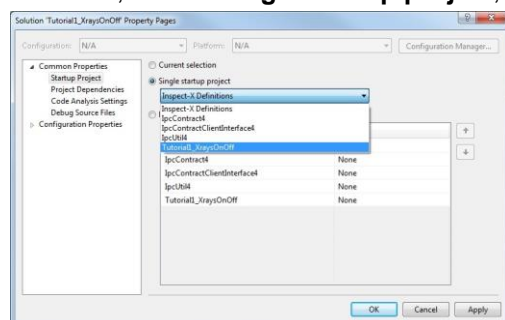 Solution 'Tutorial1_XraysOnOff' Property Pages
Configuration: N/A Platform: N/A Configuration Manager...
Common Properties
Startup Project
Project Dependencies
Code Analysis Settings
Debug Source Files
Configuration Properties
Current selection
Single startup project
Inspect-X Definitions
Inspect-X Definitions
IpcContract4
IpcContractClientInterface4
IpcUtil4
Tutorial1_XraysOnOff
IpcContract4 None
IpcContractClientInterface4 None
IpcUtil4 None
Tutorial1_XraysOnOff None
OK Cancel Apply